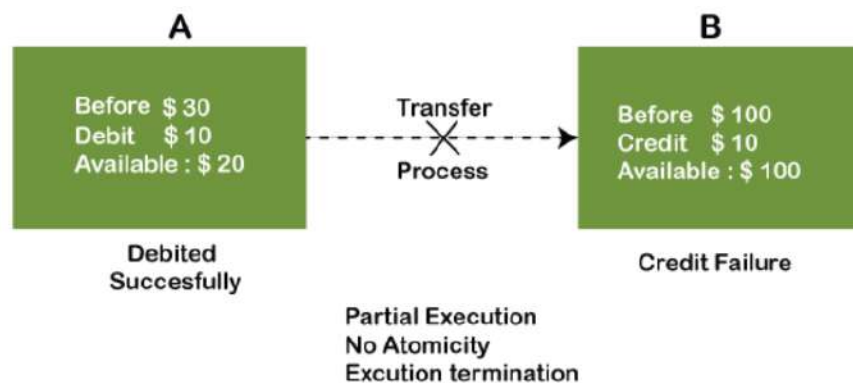 A
Before $ 30
Debit $ 10
Available : $ 20
Debited
Succesfully
Transfer
Process
B
Before $ 100
Credit $ 10
Available : $ 100
Credit Failure
Partial Execution
No Atomicity
Excution termination